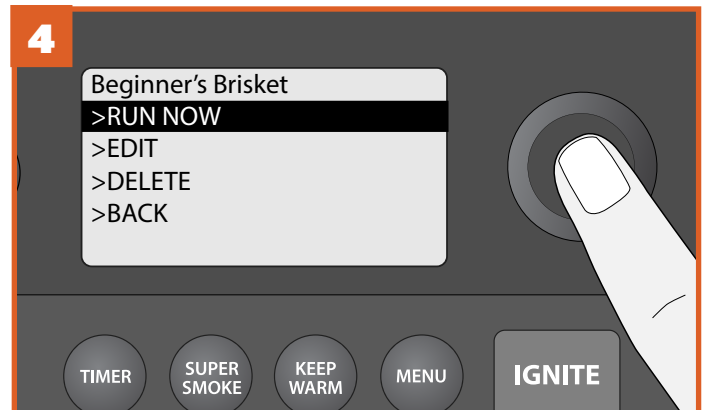 4
Beginner's Brisket
>RUN NOW
>EDIT
>DELETE
>BACK
TIMER
SUPER
SMOKE
KEEP
WARM
MENU
IGNITE